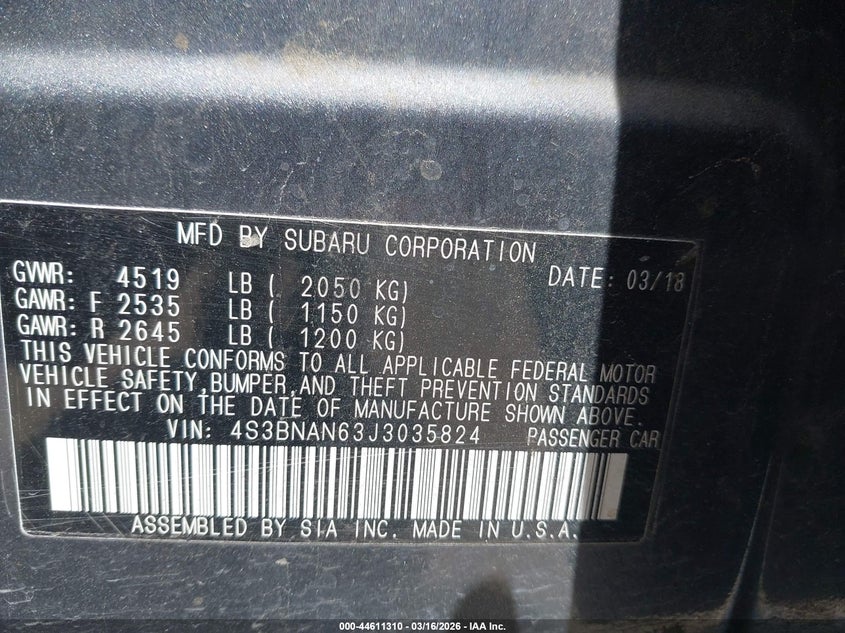 MFD BY SUBARU CORPORATION
GVWR: 4519 LB ( 2050 KG) DATE: 03/18
GAWR: F 2535 LB ( 1150 KG)
GAWR: R 2645 LB ( 1200 KG)
THIS VEHICLE CONFORMS TO ALL APPLICABLE FEDERAL MOTOR
VEHICLE SAFETY, BUMPER, AND THEFT PREVENTION STANDARDS
IN EFFECT ON THE DATE OF MANUFACTURE SHOWN ABOVE.
VIN: 4S3BNAN63J3035824 PASSENGER CAR
ASSEMBLED BY SIA INC. MADE IN U.S.A.
000-44611310 - 03/16/2026 - IAA Inc.